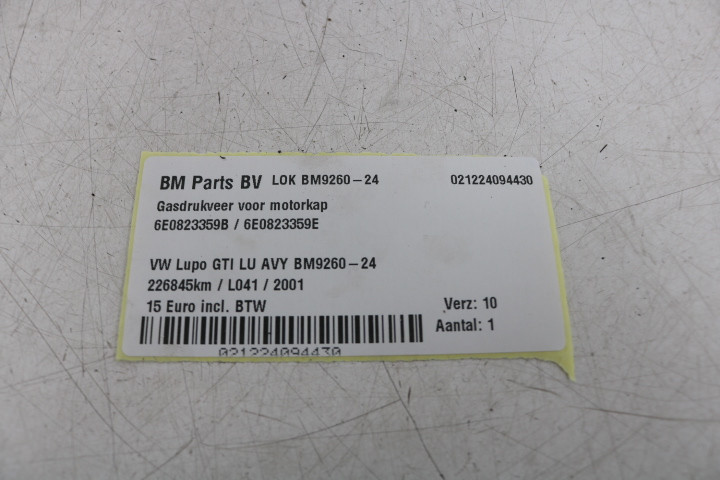 BM Parts BV LOK BM9260-24 021224094430
Gasdrukveer voor motorkap
6E0823359B / 6E0823359E
VW Lupo GTI LU AVY BM9260-24
226845km / L041 / 2001
15 Euro incl. BTW Verz: 10
Aantal: 1
021224094430